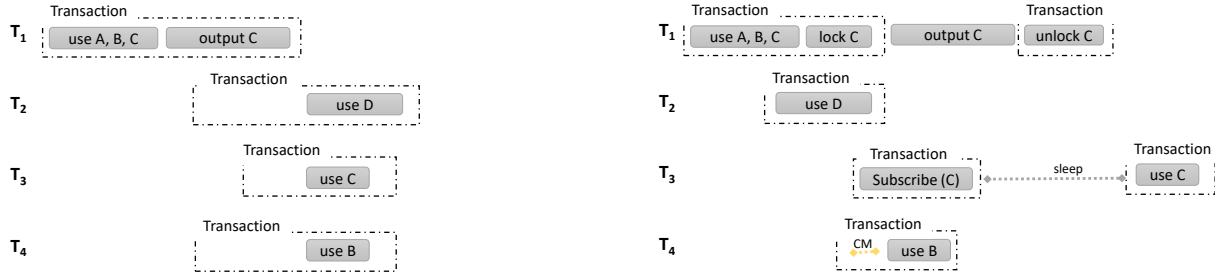 Transaction
T1 use A, B, C output C
Transaction
T2 use D
Transaction
T3 use C
Transaction
T4 use B
Transaction Transaction
T1 use A, B, C lock C output C unlock C
Transaction
T2 use D
Transaction Transaction
T3 Subscribe (C) sleep use C
Transaction
T4 CM use B